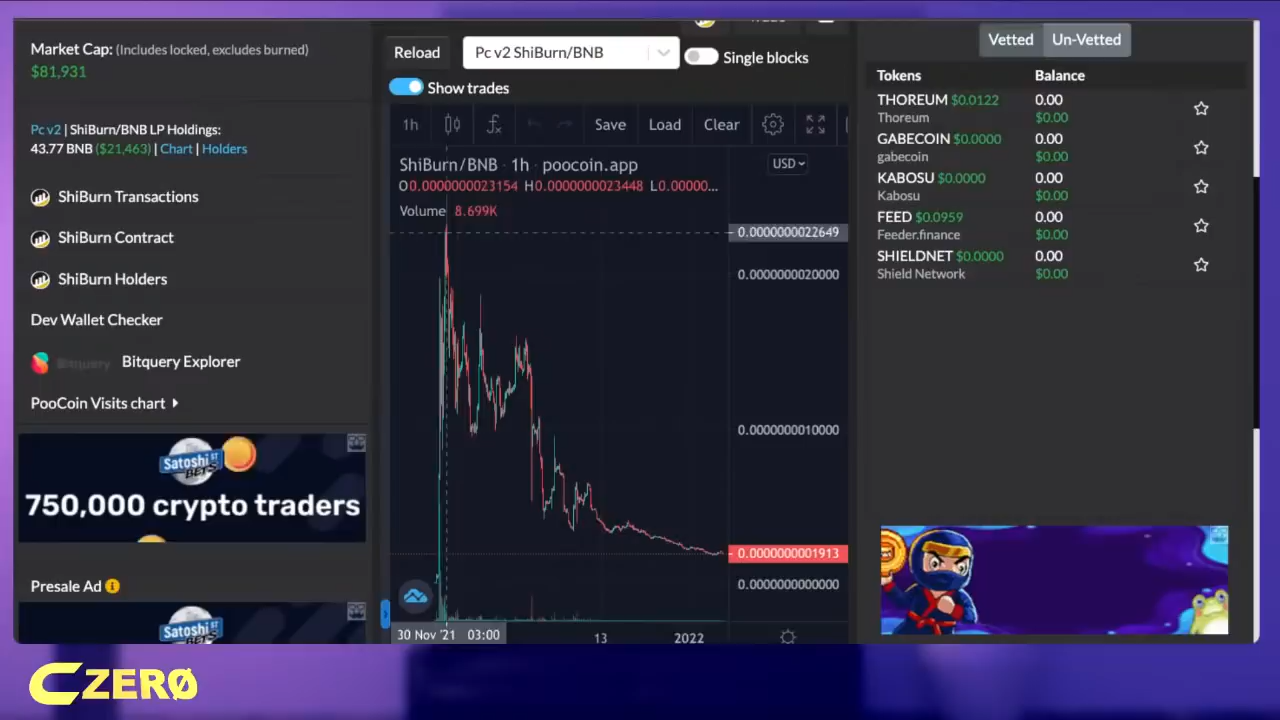 Market Cap: (Includes locked, excludes burned)
$81,931
Pc v2 | ShiBurn/BNB LP Holdings:
43.77 BNB ($21,463) | Chart | Holders
ShiBurn Transactions
ShiBurn Contract
ShiBurn Holders
Dev Wallet Checker
Bitquery Bitquery Explorer
PooCoin Visits chart
Satoshi
BETS
750,000 crypto traders
Presale Ad
Satoshi
Reload
Pc v2 ShiBurn/BNB
Single blocks
Show trades
1h
Save
Load
Clear
ShiBurn/BNB · 1h · poocoin.app
USD
O0.0000000023154 H0.0000000023448 L0.00000...
Volume 8.699K
0.0000000022649
0.0000000020000
0.0000000010000
0.0000000001913
0.0000000000000
30 Nov '21 03:00
13
2022
Vetted
Un-Vetted
Tokens Balance
THOREUM $0.0122 0.00
Thoreum $0.00
GABECOIN $0.0000 0.00
gabecoin $0.00
KABOSU $0.0000 0.00
Kabosu $0.00
FEED $0.0959 0.00
Feeder.finance $0.00
SHIELDNET $0.0000 0.00
Shield Network $0.00
CZERØ